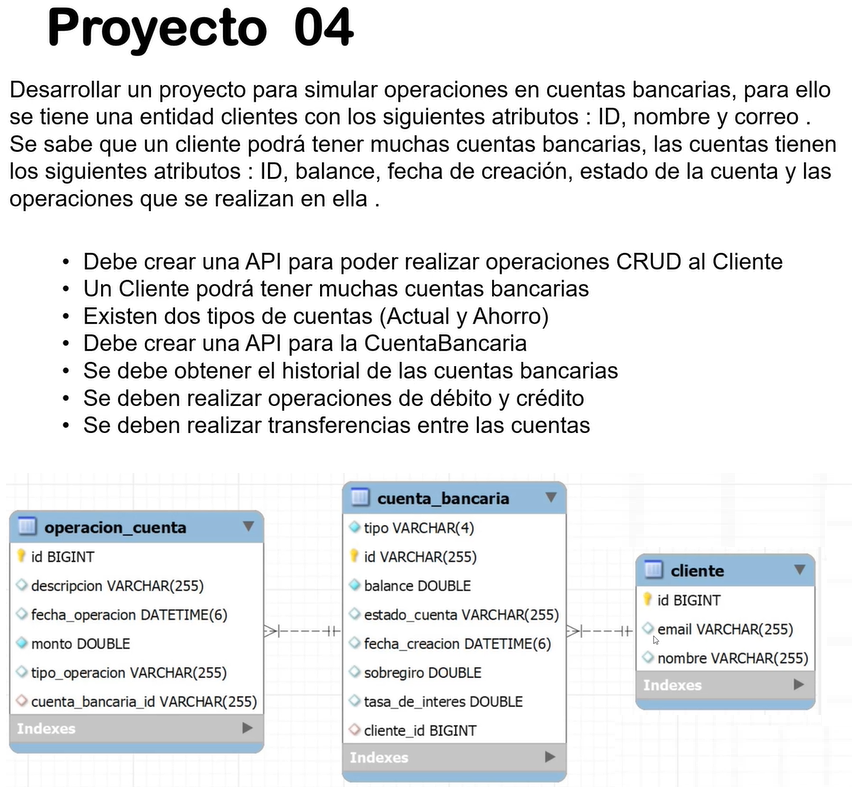 Proyecto 04
Desarrollar un proyecto para simular operaciones en cuentas bancarias, para ello
se tiene una entidad clientes con los siguientes atributos : ID, nombre y correo .
Se sabe que un cliente podrá tener muchas cuentas bancarias, las cuentas tienen
los siguientes atributos : ID, balance, fecha de creación, estado de la cuenta y las
operaciones que se realizan en ella .
• Debe crear una API para poder realizar operaciones CRUD al Cliente
• Un Cliente podrá tener muchas cuentas bancarias
• Existen dos tipos de cuentas (Actual y Ahorro)
• Debe crear una API para la CuentaBancaria
• Se debe obtener el historial de las cuentas bancarias
• Se deben realizar operaciones de débito y crédito
• Se deben realizar transferencias entre las cuentas
operacion_cuenta
id BIGINT
descripcion VARCHAR(255)
fecha_operacion DATETIME(6)
monto DOUBLE
tipo_operacion VARCHAR(255)
cuenta_bancaria_id VARCHAR(255)
Indexes
cuenta_bancaria
tipo VARCHAR(4)
id VARCHAR(255)
balance DOUBLE
estado_cuenta VARCHAR(255)
fecha_creacion DATETIME(6)
sobregiro DOUBLE
tasa_de_interes DOUBLE
cliente_id BIGINT
Indexes
cliente
id BIGINT
email VARCHAR(255)
nombre VARCHAR(255)
Indexes